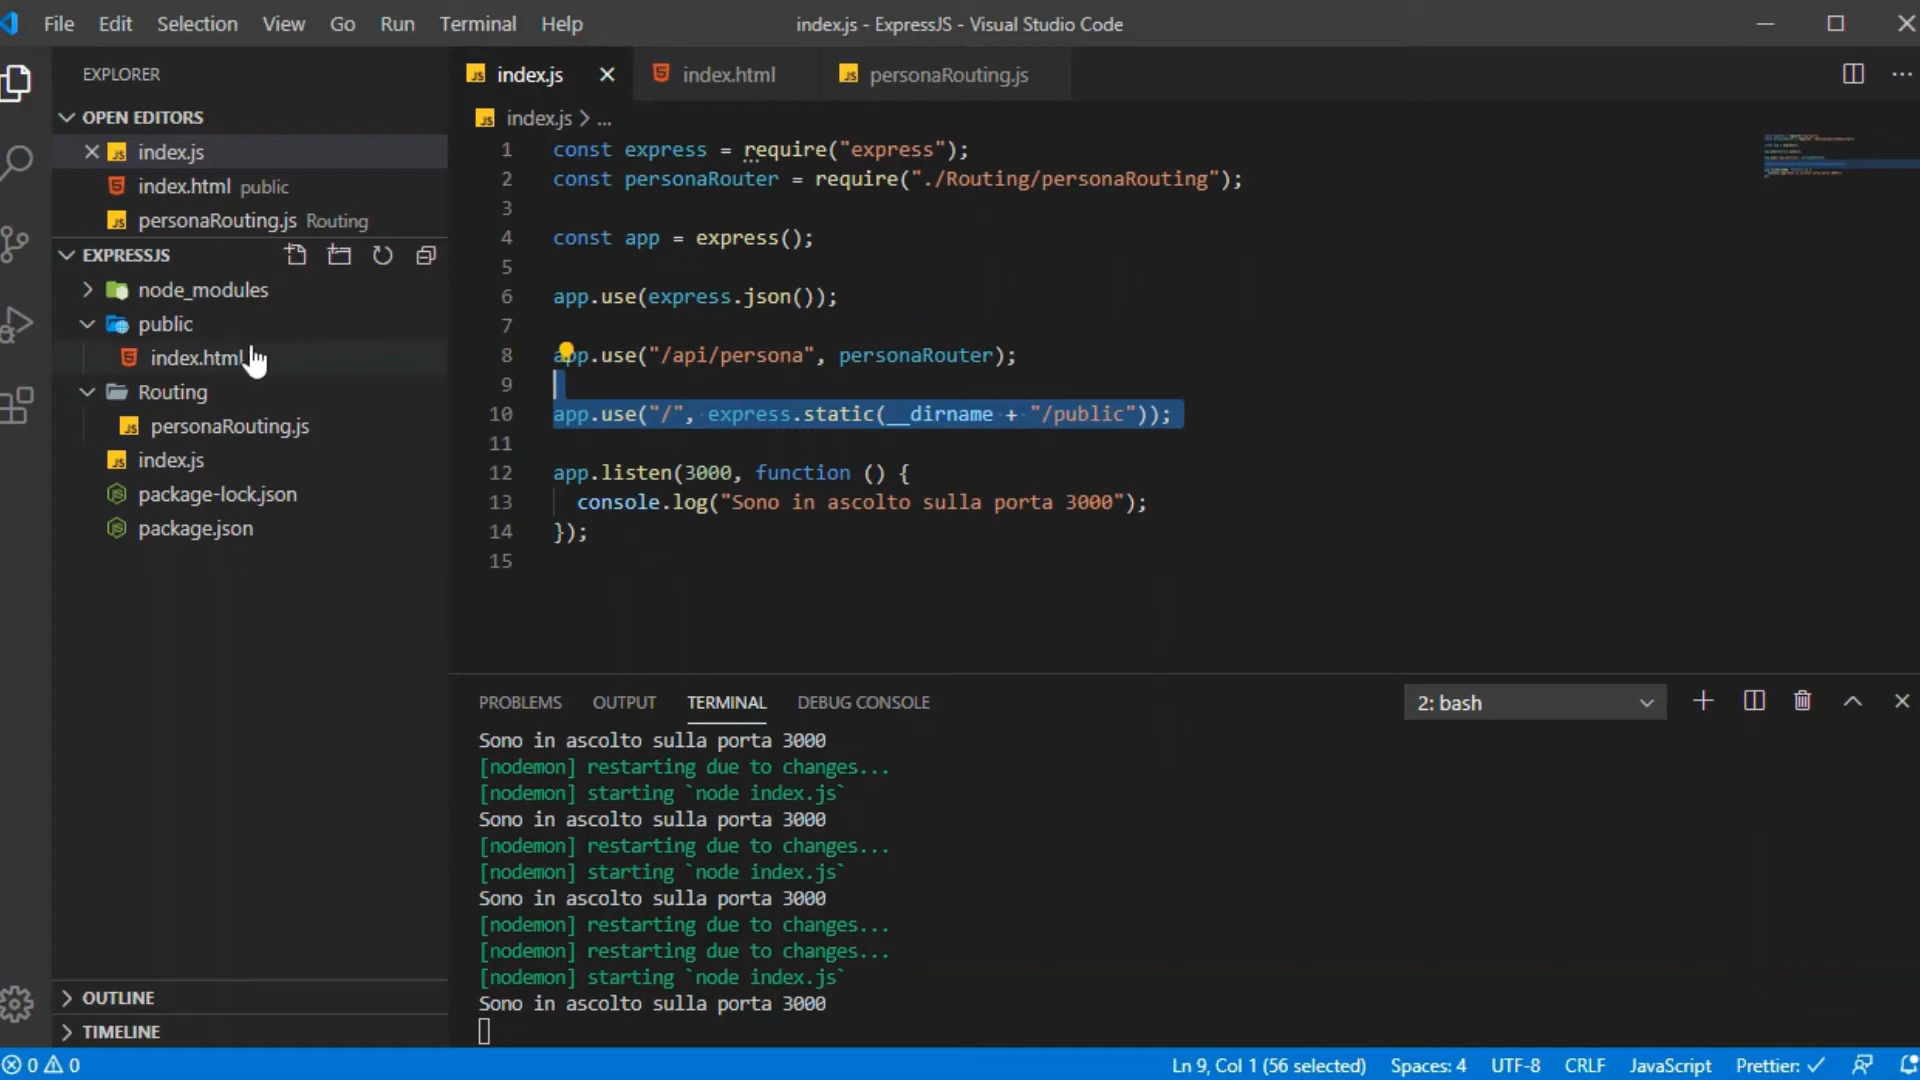 File Edit Selection View Go Run Terminal Help
index.js - ExpressJS - Visual Studio Code
EXPLORER
OPEN EDITORS
index.js
index.html public
personaRouting.js Routing
EXPRESSJS
node_modules
public
index.html
Routing
personaRouting.js
index.js
package-lock.json
package.json
OUTLINE
TIMELINE
index.js index.html personaRouting.js
index.js > ...
1 const express = require("express");
2 const personaRouter = require("./Routing/personaRouting");
3
4 const app = express();
5
6 app.use(express.json());
7
8 app.use("/api/persona", personaRouter);
9
10 app.use("/", express.static(__dirname + "/public"));
11
12 app.listen(3000, function () {
13 console.log("Sono in ascolto sulla porta 3000");
14 });
15
PROBLEMS OUTPUT TERMINAL DEBUG CONSOLE 2: bash
Sono in ascolto sulla porta 3000
[nodemon] restarting due to changes...
[nodemon] starting `node index.js`
Sono in ascolto sulla porta 3000
[nodemon] restarting due to changes...
[nodemon] starting `node index.js`
Sono in ascolto sulla porta 3000
[nodemon] restarting due to changes...
[nodemon] restarting due to changes...
[nodemon] starting `node index.js`
Sono in ascolto sulla porta 3000
0 0 Ln 9, Col 1 (56 selected) Spaces: 4 UTF-8 CRLF JavaScript Prettier: ✓